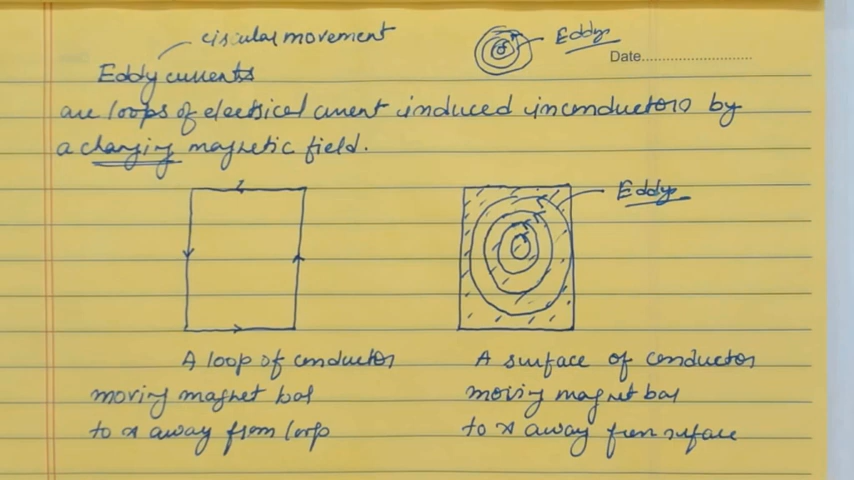 circular movement
Eddy
Date
Eddy currents
are loops of electrical current induced in conductors by
a changing magnetic field.
Eddy
A loop of conductor
moving magnet bar
to & away from loop
A surface of conductor
moving magnet bar
to & away from surface